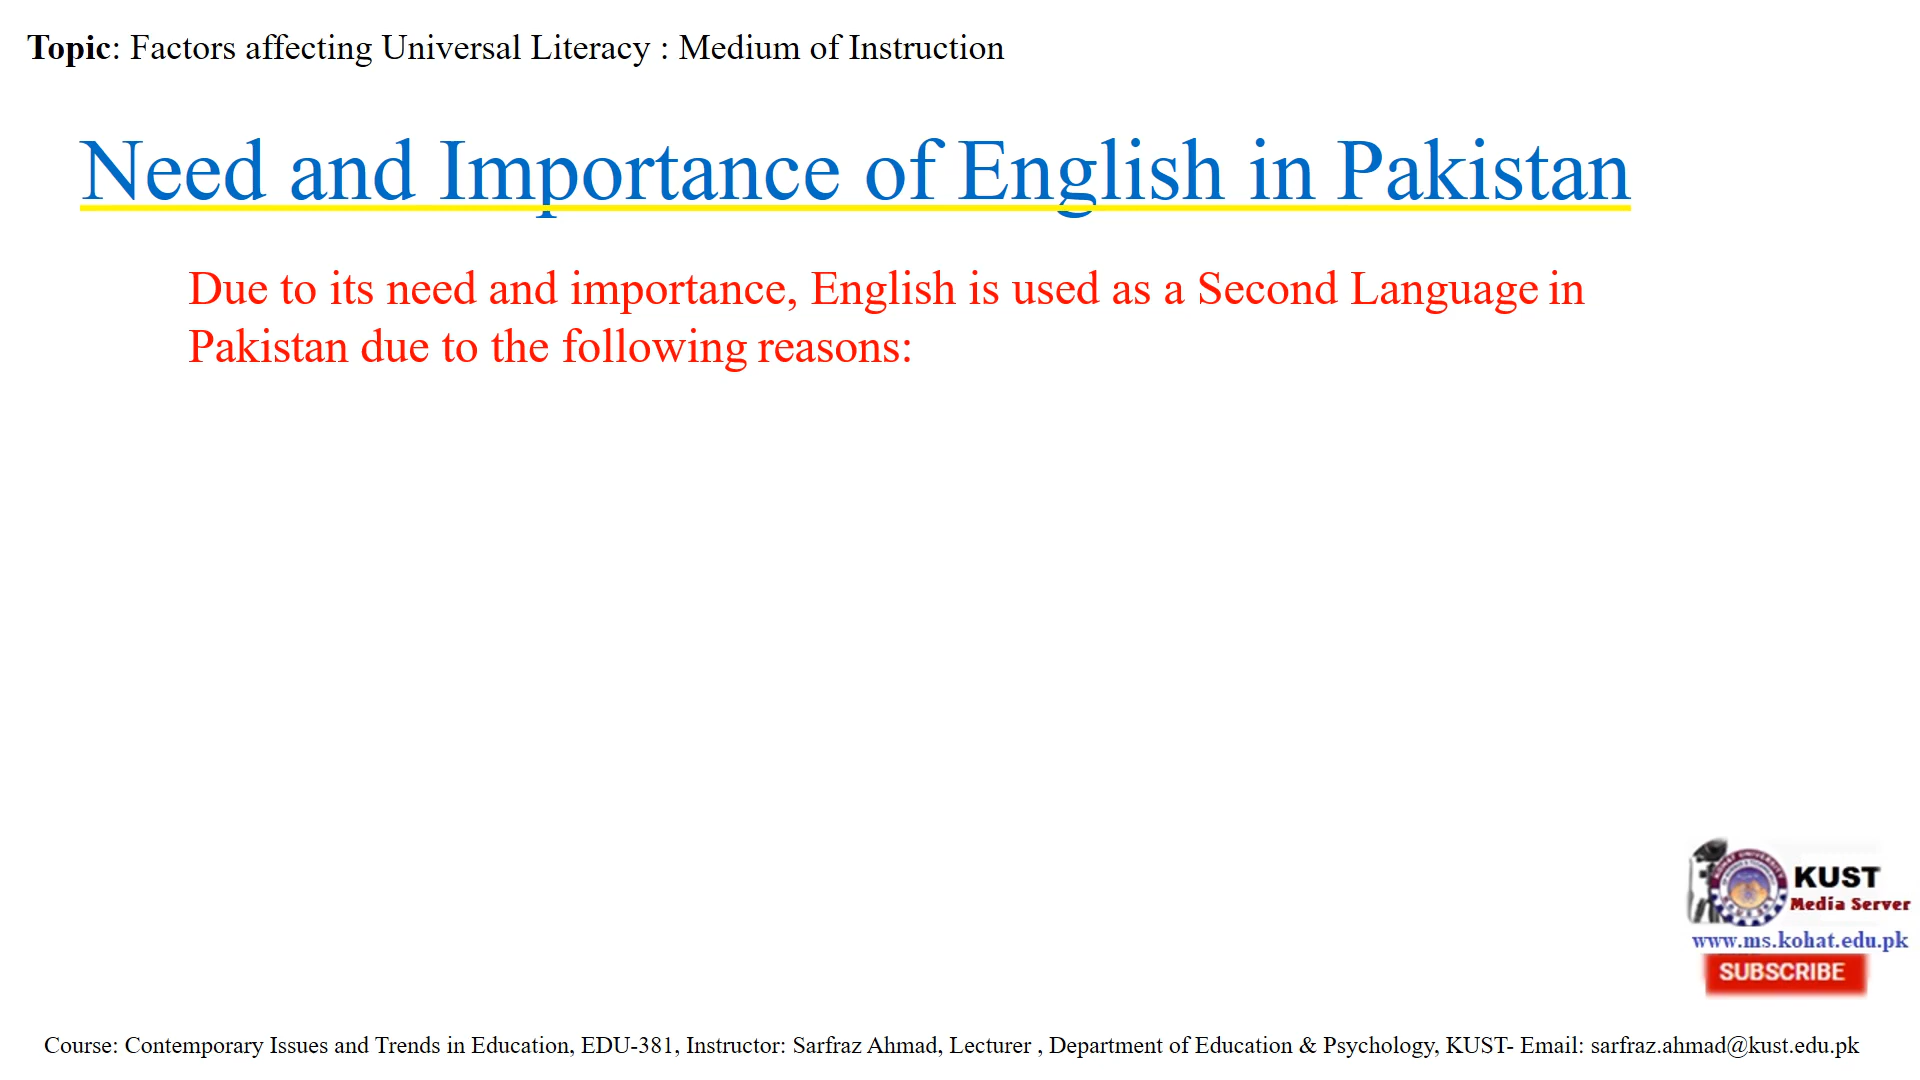 Topic: Factors affecting Universal Literacy : Medium of Instruction
Need and Importance of English in Pakistan
Due to its need and importance, English is used as a Second Language in
Pakistan due to the following reasons:
KUST
Media Server
www.ms.kohat.edu.pk
SUBSCRIBE
Course: Contemporary Issues and Trends in Education, EDU-381, Instructor: Sarfraz Ahmad, Lecturer , Department of Education & Psychology, KUST- Email: sarfraz.ahmad@kust.edu.pk